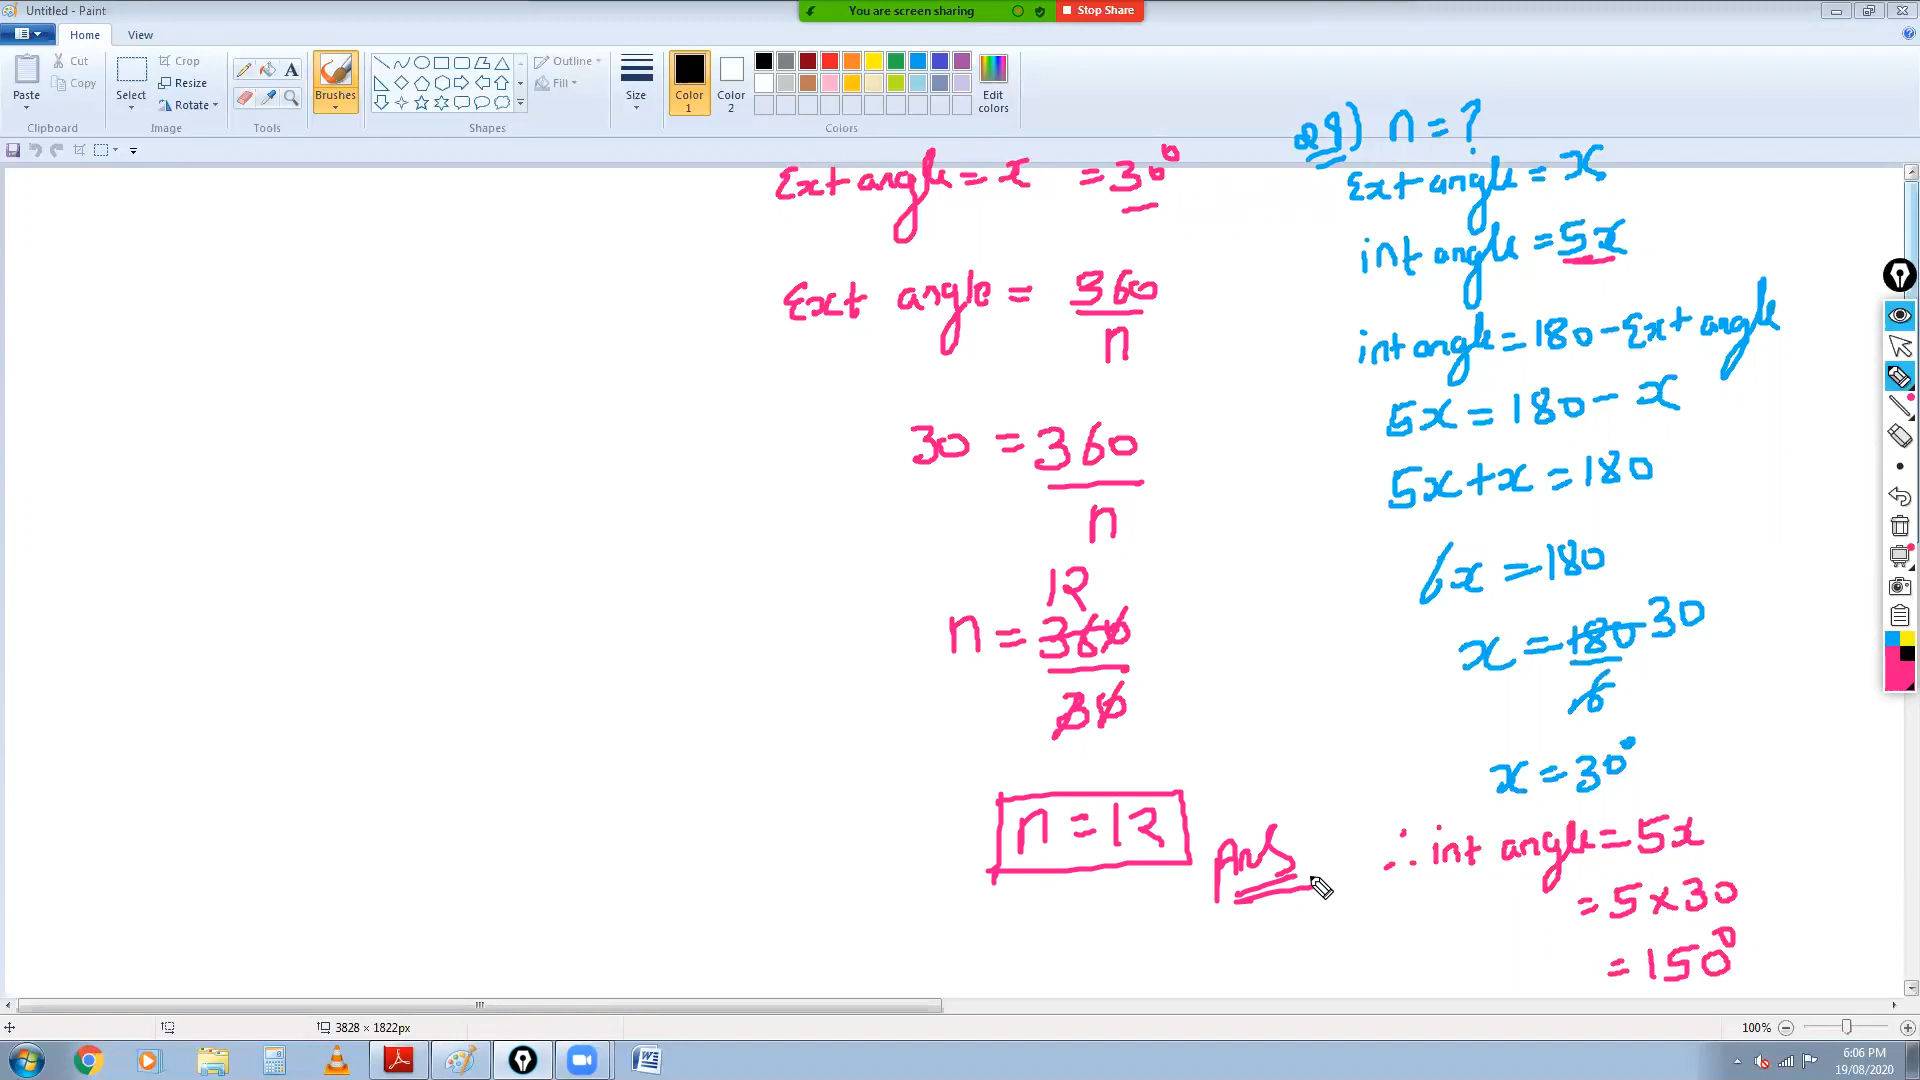 Untitled - Paint
You are screen sharing
Stop Share
Home
View
Paste
Cut
Copy
Clipboard
Select
Crop
Resize
Rotate
Image
Tools
Brushes
Shapes
Outline
Fill
Size
Color 1
Color 2
Edit colors
Colors
Ext angle = x = 30°
Ext angle = 360/n
30 = 360/n
12
n = 360/30
n = 12
Ans
28) n = ?
Ext angle = x
int angle = 5x
int angle = 180 - Ext angle
5x = 180 - x
5x + x = 180
6x = 180
x = 180/6 30
x = 30°
∴ int angle = 5x
= 5 × 30
= 150°
3828 × 1822px
100%
6:06 PM
19/08/2020